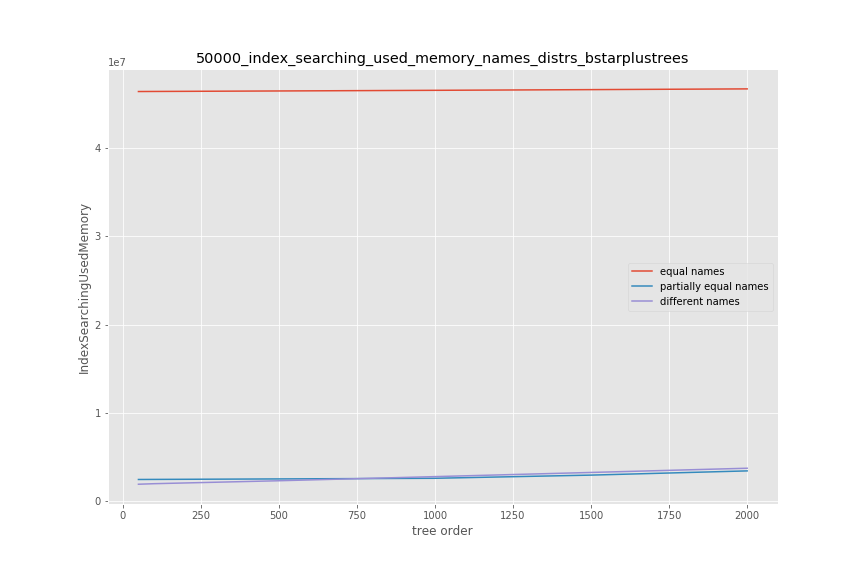 50000_index_searching_used_memory_names_distrs_bstarplustrees
1e7
4
3
2
1
0
IndexSearchingUsedMemory
equal names
partially equal names
different names
0 250 500 750 1000 1250 1500 1750 2000
tree order